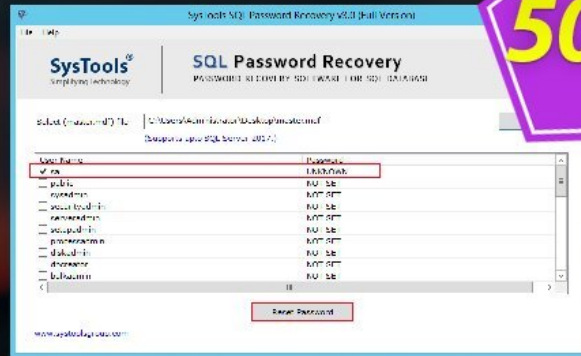 SysTools SQL Password Recovery v3.0 (Full Version)
50
File Help
SysTools®
Simplifying Technology
SQL Password Recovery
PASSWORD RECOVERY SOFTWARE FOR SQL DATABASE
Select (master.mdf) file
C:\Users\Administrator\Desktop\master.mdf
(Supports upto SQL Server 2017.)
User Name Password
sa UNKNOWN
public NOT SET
sysadmin NOT SET
securityadmin NOT SET
serveradmin NOT SET
setupadmin NOT SET
processadmin NOT SET
diskadmin NOT SET
dbcreator NOT SET
bulkadmin NOT SET
Reset Password
www.systoolsgroup.com